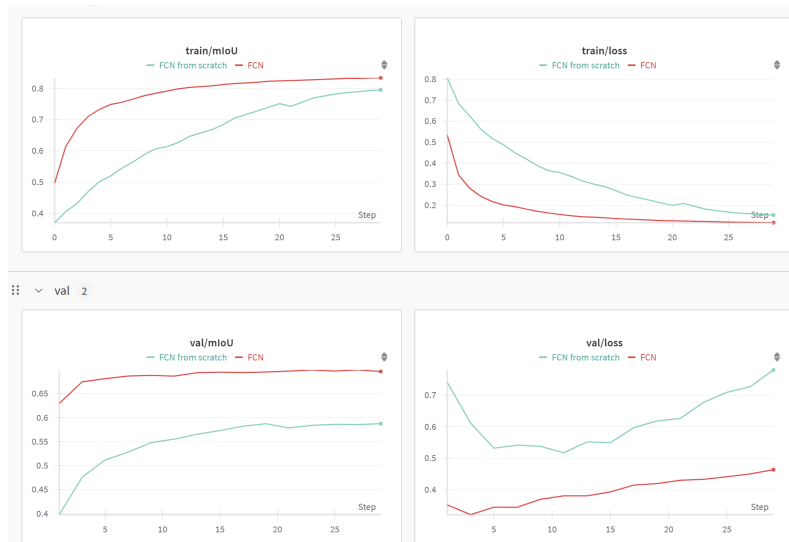 train/mIoU
FCN from scratch FCN
0.8
0.7
0.6
0.5
0.4
Step
0 5 10 15 20 25
train/loss
FCN from scratch FCN
0.8
0.7
0.6
0.5
0.4
0.3
0.2
Step
0 5 10 15 20 25
val 2
val/mIoU
FCN from scratch FCN
0.65
0.6
0.55
0.5
0.45
0.4
Step
5 10 15 20 25
val/loss
FCN from scratch FCN
0.7
0.6
0.5
0.4
Step
5 10 15 20 25